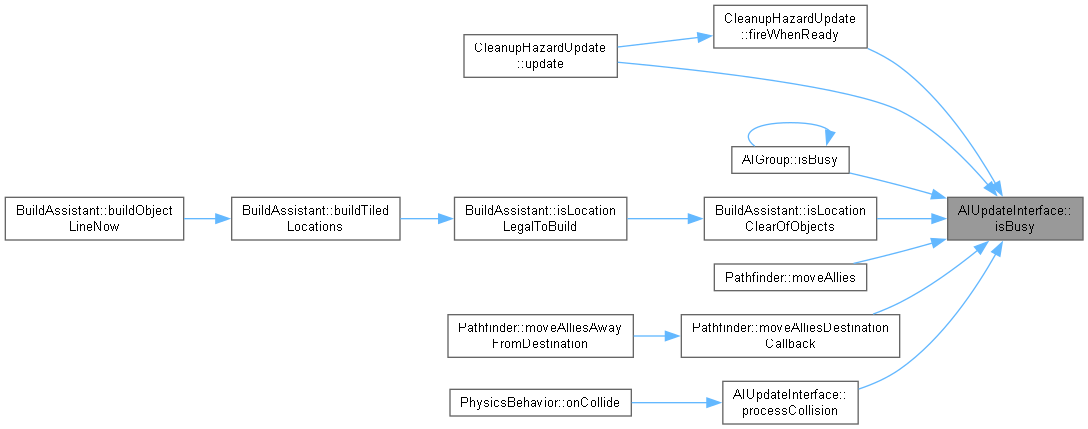 CleanupHazardUpdate
::fireWhenReady
CleanupHazardUpdate
::update
AIGroup::isBusy
BuildAssistant::buildObject
LineNow
BuildAssistant::buildTiled
Locations
BuildAssistant::isLocation
LegalToBuild
BuildAssistant::isLocation
ClearOfObjects
AIUpdateInterface::
isBusy
Pathfinder::moveAllies
Pathfinder::moveAlliesAway
FromDestination
Pathfinder::moveAlliesDestination
Callback
PhysicsBehavior::onCollide
AIUpdateInterface::
processCollision